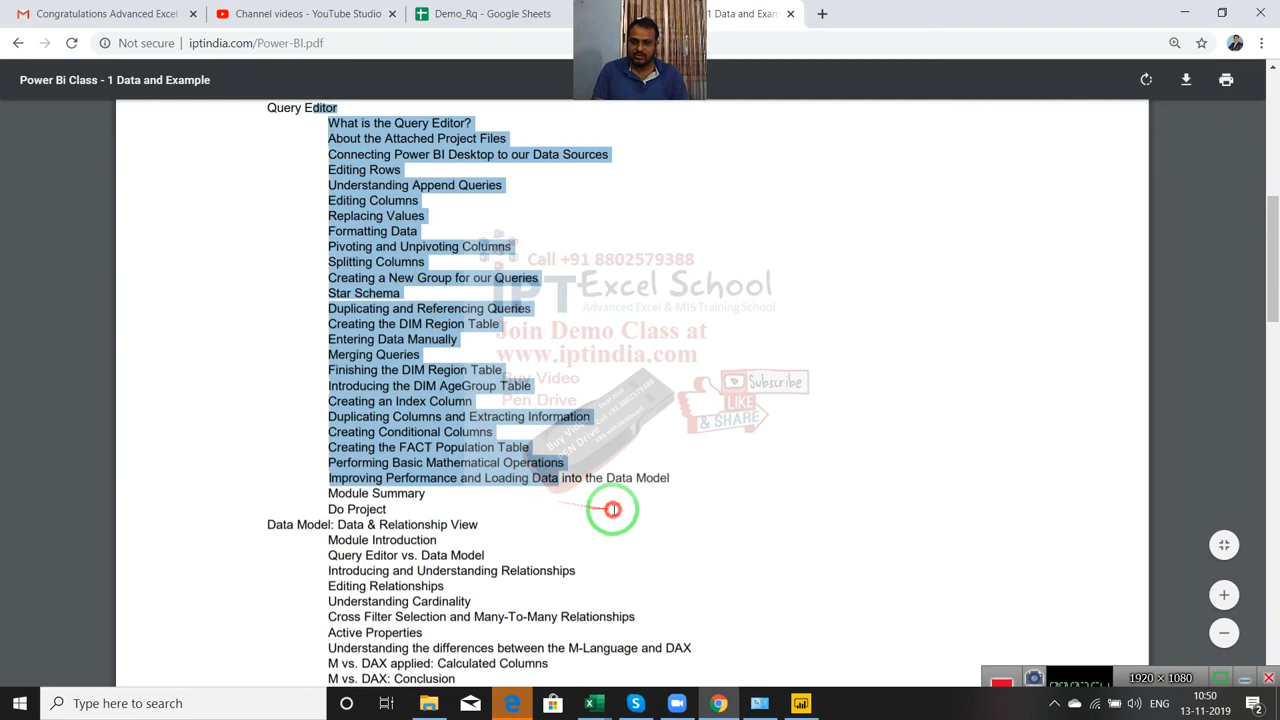 Congratulations Advanced Excel
Channel videos - YouTube Studio
Demo_Rq - Google Sheets
1 Data and Exam
Not secure | iptindia.com/Power-BI.pdf
Power Bi Class - 1 Data and Example
Query Editor
What is the Query Editor?
About the Attached Project Files
Connecting Power BI Desktop to our Data Sources
Editing Rows
Understanding Append Queries
Editing Columns
Replacing Values
Formatting Data
Pivoting and Unpivoting Columns
Splitting Columns
Creating a New Group for our Queries
Star Schema
Duplicating and Referencing Queries
Creating the DIM Region Table
Entering Data Manually
Merging Queries
Finishing the DIM Region Table
Introducing the DIM AgeGroup Table
Creating an Index Column
Duplicating Columns and Extracting Information
Creating Conditional Columns
Creating the FACT Population Table
Performing Basic Mathematical Operations
Improving Performance and Loading Data into the Data Model
Module Summary
Do Project
Data Model: Data & Relationship View
Module Introduction
Query Editor vs. Data Model
Introducing and Understanding Relationships
Editing Relationships
Understanding Cardinality
Cross Filter Selection and Many-To-Many Relationships
Active Properties
Understanding the differences between the M-Language and DAX
M vs. DAX applied: Calculated Columns
M vs. DAX: Conclusion
Call +91 8802579388
iPT Excel School
Advanced Excel & MIS Training School
Join Demo Class at
www.iptindia.com
Buy Video
Pen Drive
Subscribe
LIKE
& SHARE
1920 × 1080
Type here to search
ENG
10:50
13-11-2019
2